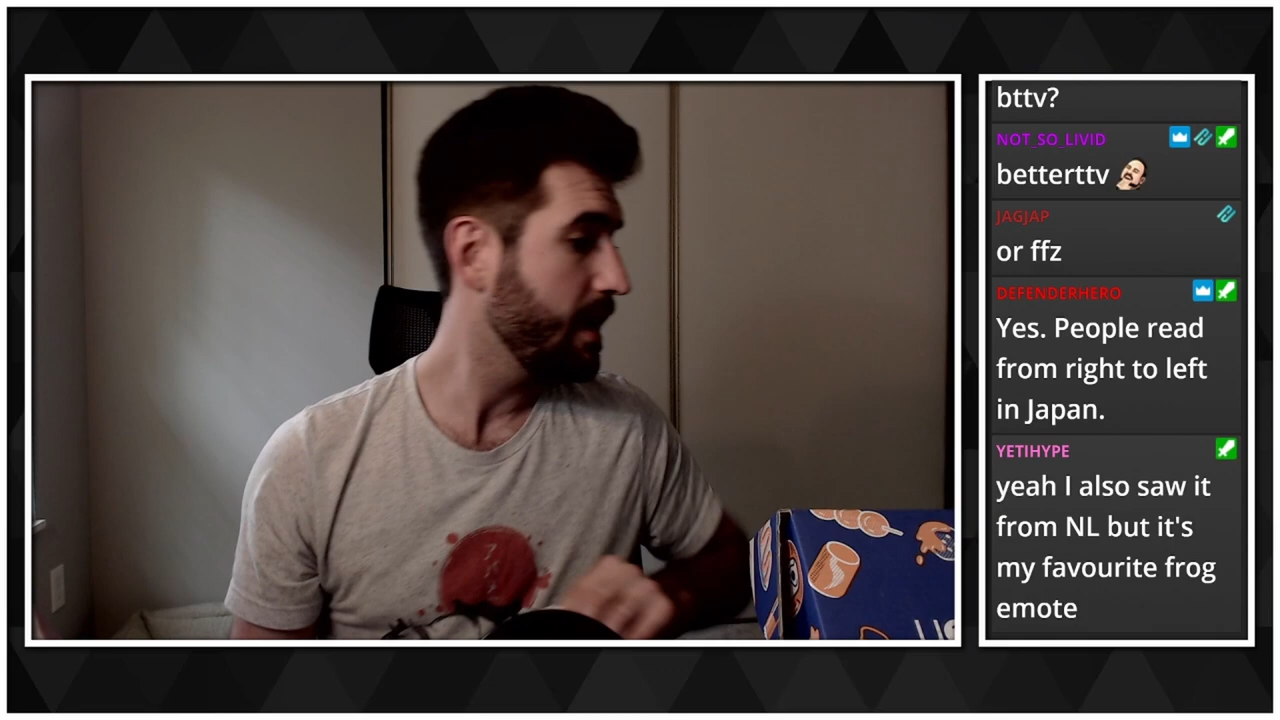 bttv?
NOT_SO_LIVID
betterttv
JAGJAP
or ffz
DEFENDERHERO
Yes. People read
from right to left
in Japan.
YETIHYPE
yeah I also saw it
from NL but it's
my favourite frog
emote